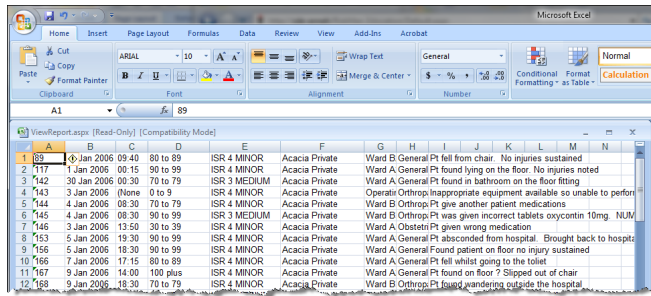 Microsoft Excel
Home Insert Page Layout Formulas Data Review View Add-Ins Acrobat
Cut
Copy
Format Painter
Paste
Clipboard
ARIAL 10 A A
B I U A
Font
Wrap Text
Merge & Center
Alignment
General
$ % , .0 .00 .00 .0
Number
Conditional Formatting
Format as Table
Normal
Calculation
A1 fx 89
ViewReport.aspx [Read-Only] [Compatibility Mode]
A B C D E F G H I J K L M N
1 89 Jan 2006 09:40 80 to 89 ISR 4 MINOR Acacia Private Ward B General Pt fell from chair. No injuries sustained
2 117 1 Jan 2006 00:15 90 to 99 ISR 4 MINOR Acacia Private Ward A General Pt found lying on the floor. No injuries noted
3 142 30 Jan 2006 00:30 70 to 79 ISR 3 MEDIUM Acacia Private Ward B General Pt found in bathroom on the floor fitting
4 143 3 Jan 2006 (None 0 to 9 ISR 4 MINOR Acacia Private Operatin Orthrop Inappropriate equipment available so unable to perforn
5 144 4 Jan 2006 08:30 70 to 79 ISR 4 MINOR Acacia Private Ward B Orthrop Pt give another patient medications
6 145 4 Jan 2006 08:30 90 to 99 ISR 3 MEDIUM Acacia Private Ward B Orthrop Pt was given incorrect tablets oxycontin 10mg. NUM
7 146 3 Jan 2006 13:50 30 to 39 ISR 4 MINOR Acacia Private Ward A Obstetri Pt given wrong medication
8 153 5 Jan 2006 19:30 90 to 99 ISR 4 MINOR Acacia Private Ward A General Pt absconded from hospital. Brought back to hospita
9 156 5 Jan 2006 18:30 90 to 99 ISR 4 MINOR Acacia Private Ward A General Found patient on floor no injury sustained
10 166 7 Jan 2006 17:15 80 to 89 ISR 4 MINOR Acacia Private Ward A General Pt fell whilst going to the toliet
11 167 9 Jan 2006 14:00 100 plus ISR 4 MINOR Acacia Private Ward A General Pt found on floor ? Slipped out of chair
12 168 9 Jan 2006 18:30 70 to 79 ISR 4 MINOR Acacia Private Ward B Orthrop Pt found wandering outside the hospital